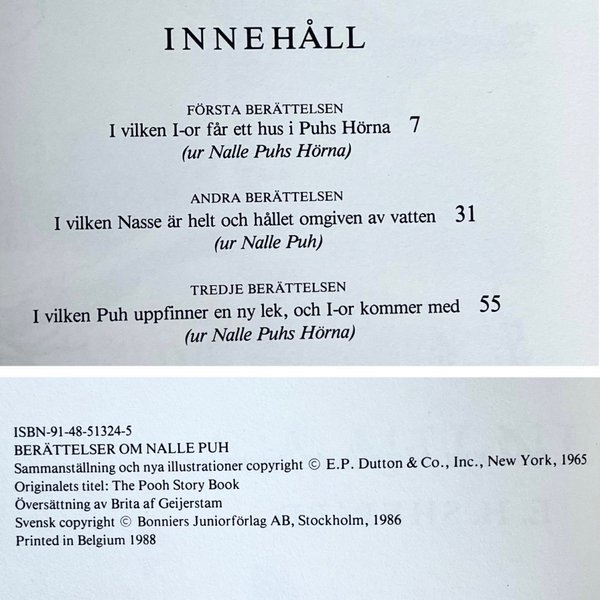 INNEHÅLL
FÖRSTA BERÄTTELSEN
I vilken I-or får ett hus i Puhs Hörna 7
(ur Nalle Puhs Hörna)
ANDRA BERÄTTELSEN
I vilken Nasse är helt och hållet omgiven av vatten 31
(ur Nalle Puh)
TREDJE BERÄTTELSEN
I vilken Puh uppfinner en ny lek, och I-or kommer med 55
(ur Nalle Puhs Hörna)
ISBN-91-48-51324-5
BERÄTTELSER OM NALLE PUH
Sammanställning och nya illustrationer copyright © E.P. Dutton & Co., Inc., New York, 1965
Originalets titel: The Pooh Story Book
Översättning av Brita af Geijerstam
Svensk copyright © Bonniers Juniorförlag AB, Stockholm, 1986
Printed in Belgium 1988